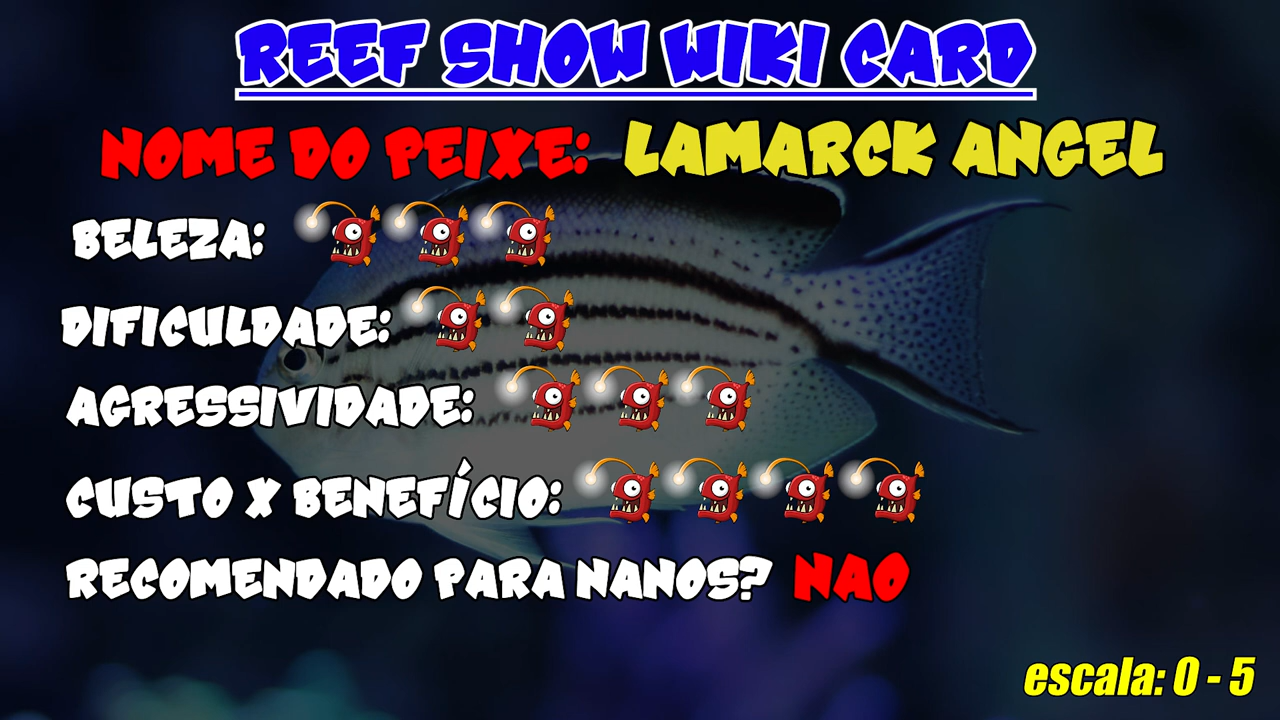 REEF SHOW WIKI CARD
NOME DO PEIXE: LAMARCK ANGEL
BELEZA:
DIFICULDADE:
AGRESSIVIDADE:
CUSTO X BENEFÍCIO:
RECOMENDADO PARA NANOS? NAO
escala: 0 - 5